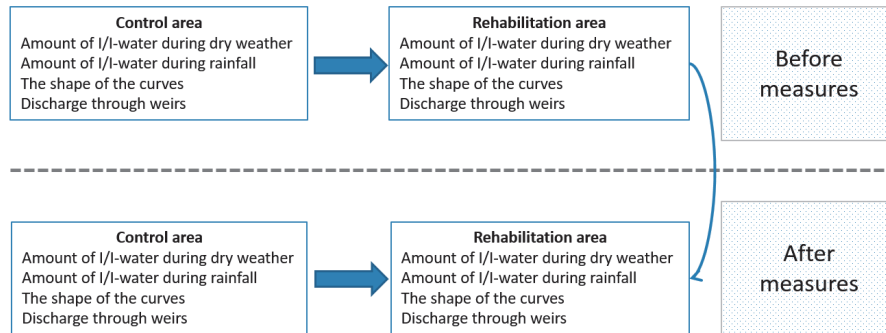 Control area
Amount of I/I-water during dry weather
Amount of I/I-water during rainfall
The shape of the curves
Discharge through weirs
Rehabilitation area
Amount of I/I-water during dry weather
Amount of I/I-water during rainfall
The shape of the curves
Discharge through weirs
Before
measures
Control area
Amount of I/I-water during dry weather
Amount of I/I-water during rainfall
The shape of the curves
Discharge through weirs
Rehabilitation area
Amount of I/I-water during dry weather
Amount of I/I-water during rainfall
The shape of the curves
Discharge through weirs
After
measures